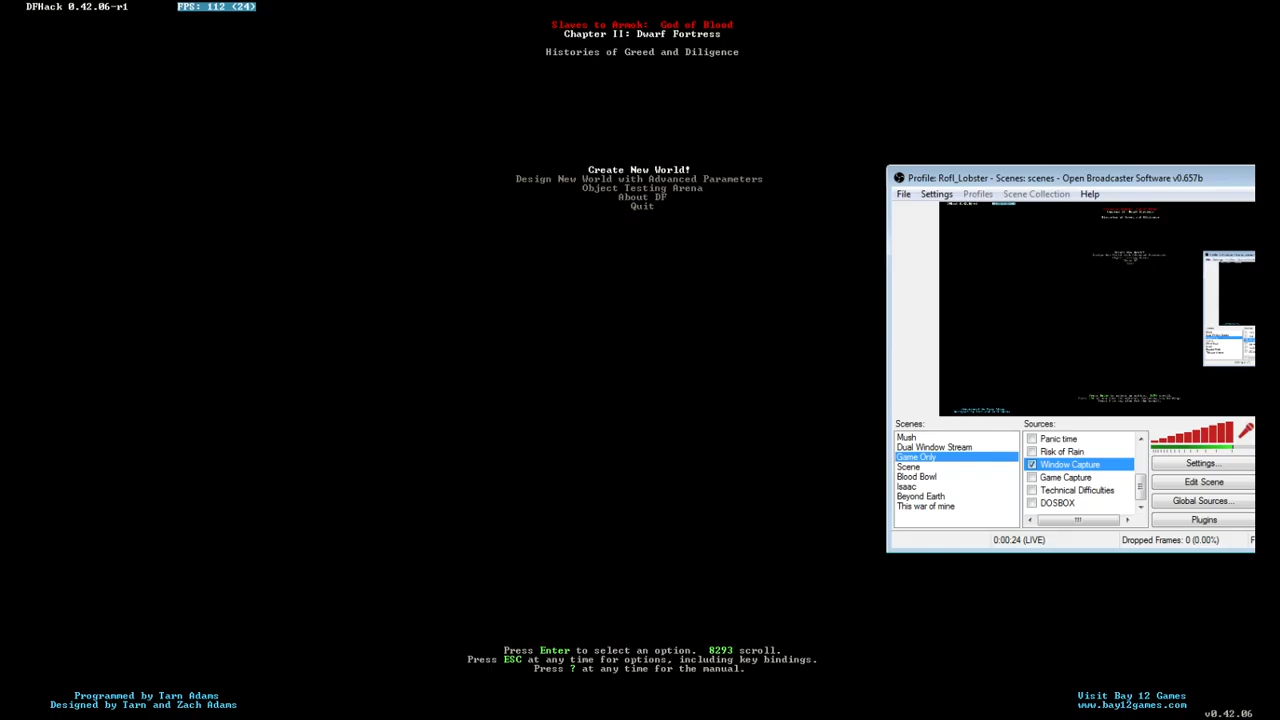 DFHack 0.42.06-r1
FPS: 112 (24)
Slaves to Armok: God of Blood
Chapter II: Dwarf Fortress
Histories of Greed and Diligence
Create New World!
Design New World with Advanced Parameters
Object Testing Arena
About DF
Quit
Profile: Rofl_Lobster - Scenes: scenes - Open Broadcaster Software v0.657b
File Settings Profiles Scene Collection Help
Scenes:
Mush
Dual Window Stream
Game Only
Scene
Blood Bowl
Isaac
Beyond Earth
This war of mine
Sources:
Panic time
Risk of Rain
Window Capture
Game Capture
Technical Difficulties
DOSBOX
Settings...
Edit Scene
Global Sources...
Plugins
0:00:24 (LIVE)
Dropped Frames: 0 (0.00%)
F
Press Enter to select an option. 8293 scroll.
Press ESC at any time for options, including key bindings.
Press ? at any time for the manual.
Programmed by Tarn Adams
Designed by Tarn and Zach Adams
Visit Bay 12 Games
www.bay12games.com
v0.42.06